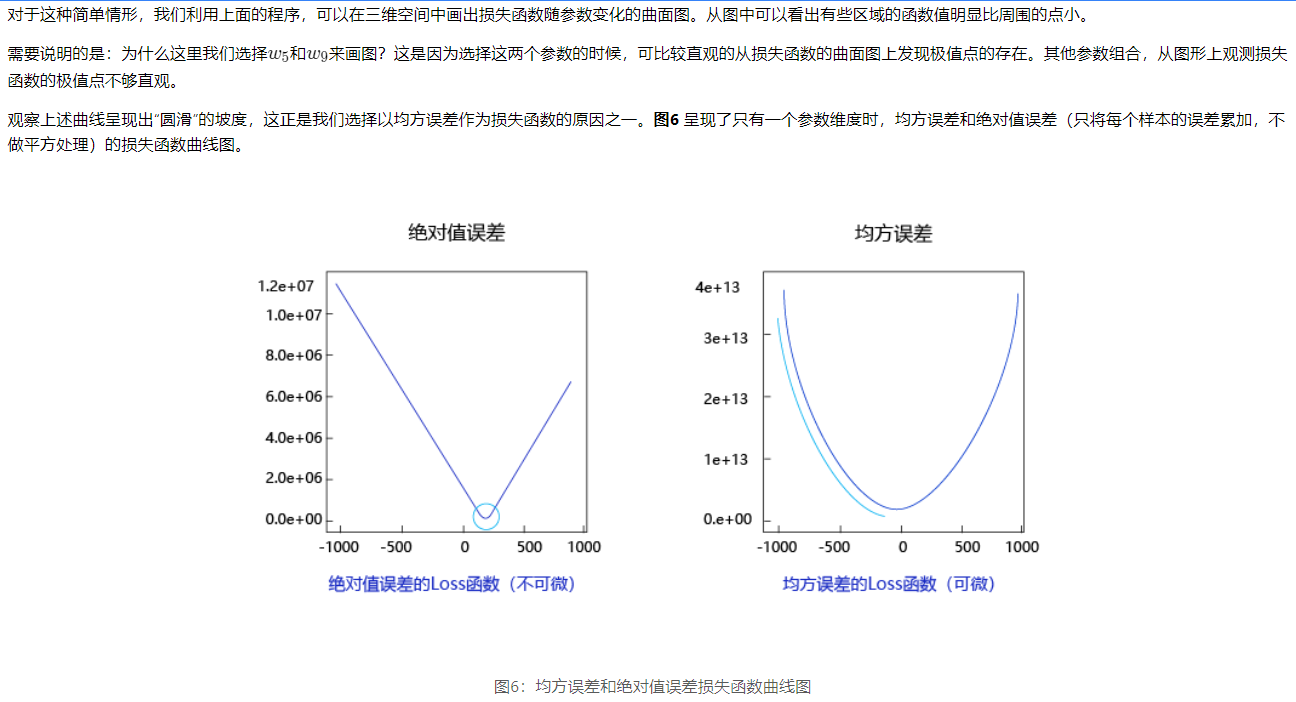 对于这种简单情形，我们利用上面的程序，可以在三维空间中画出损失函数随参数变化的曲面图。从图中可以看出有些区域的函数值明显比周围的点小。
需要说明的是：为什么这里我们选择w5和w9来画图？这是因为选择这两个参数的时候，可比较直观的从损失函数的曲面图上发现极值点的存在。其他参数组合，从图形上观测损失
函数的极值点不够直观。
观察上述曲线呈现出“圆滑”的坡度，这正是我们选择以均方误差作为损失函数的原因之一。图6 呈现了只有一个参数维度时，均方误差和绝对值误差（只将每个样本的误差累加，不
做平方处理）的损失函数曲线图。
绝对值误差
1.2e+07
1.0e+07
8.0e+06
6.0e+06
4.0e+06
2.0e+06
0.0e+00
-1000 -500 0 500 1000
绝对值误差的Loss函数（不可微）
均方误差
4e+13
3e+13
2e+13
1e+13
0.e+00
-1000 -500 0 500 1000
均方误差的Loss函数（可微）
图6：均方误差和绝对值误差损失函数曲线图